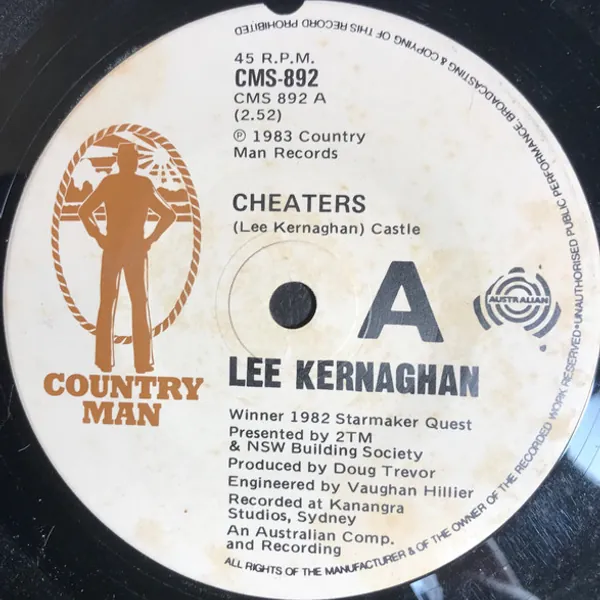 45 R.P.M.
CMS-892
CMS 892 A
(2.52)
℗ 1983 Country
Man Records
CHEATERS
(Lee Kernaghan) Castle
A
AUSTRALIAN
LEE KERNAGHAN
COUNTRY
MAN
Winner 1982 Starmaker Quest
Presented by 2TM
& NSW Building Society
Produced by Doug Trevor
Engineered by Vaughan Hillier
Recorded at Kanangra
Studios, Sydney
An Australian Comp.
and Recording
ALL RIGHTS OF THE MANUFACTURER & OF THE OWNER OF THE RECORDED WORK RESERVED•UNAUTHORISED PUBLIC PERFORMANCE, BROADCASTING & COPYING OF THIS RECORD PROHIBITED